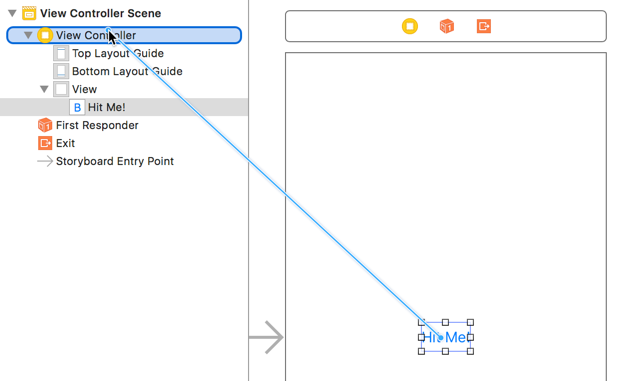 View Controller Scene
View Controller
Top Layout Guide
Bottom Layout Guide
View
B Hit Me!
First Responder
Exit
Storyboard Entry Point
Hit Me!